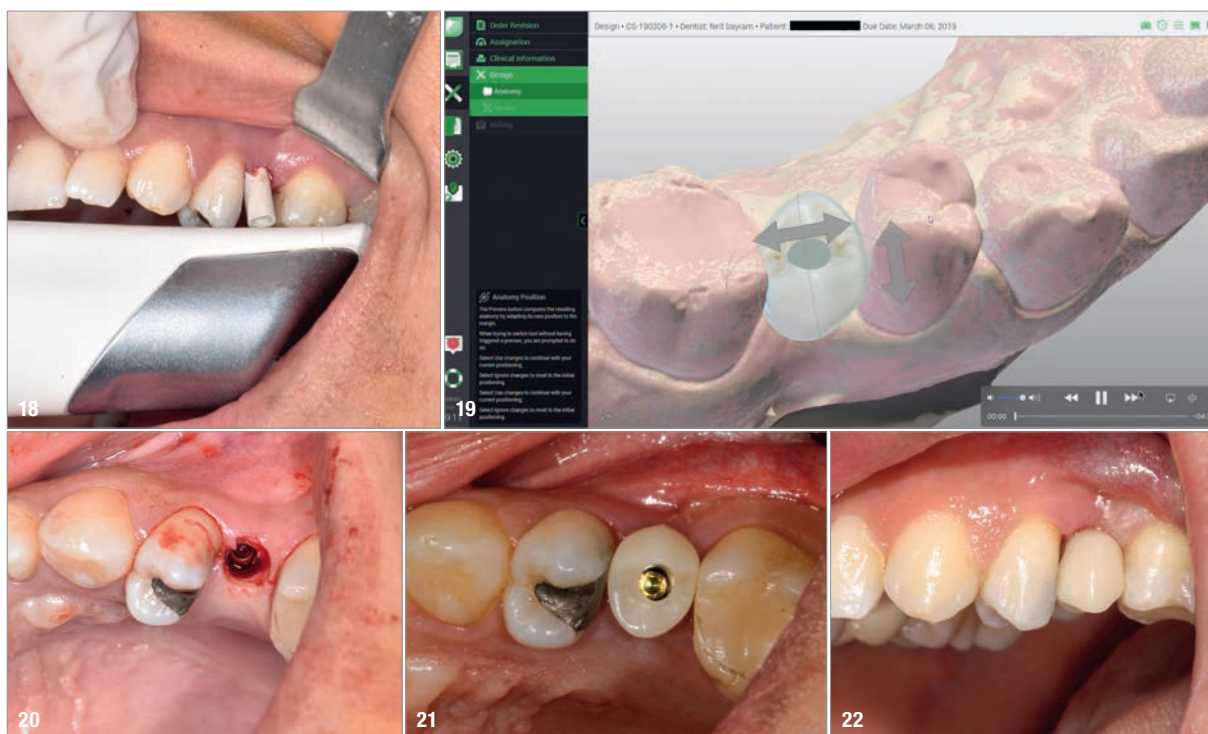 18
19
Order Revision
Assignation
Clinical Information
Design
Anatomy
Milling
Design • CS-190306-1 • Dentist: ferit bayram • Patient: Due Date: March 06, 2019
Anatomy Position
The Preview button computes the resulting
anatomy by adapting its new position to the
margin.
When trying to switch tool without having
triggered a preview, you are prompted to do
so.
Select Use changes to continue with your
current positioning
Select Ignore changes to reset to the initial
positioning
Select Use changes to continue with your
current positioning
Select Ignore changes to reset to the initial
positioning
00:00
20
21
22